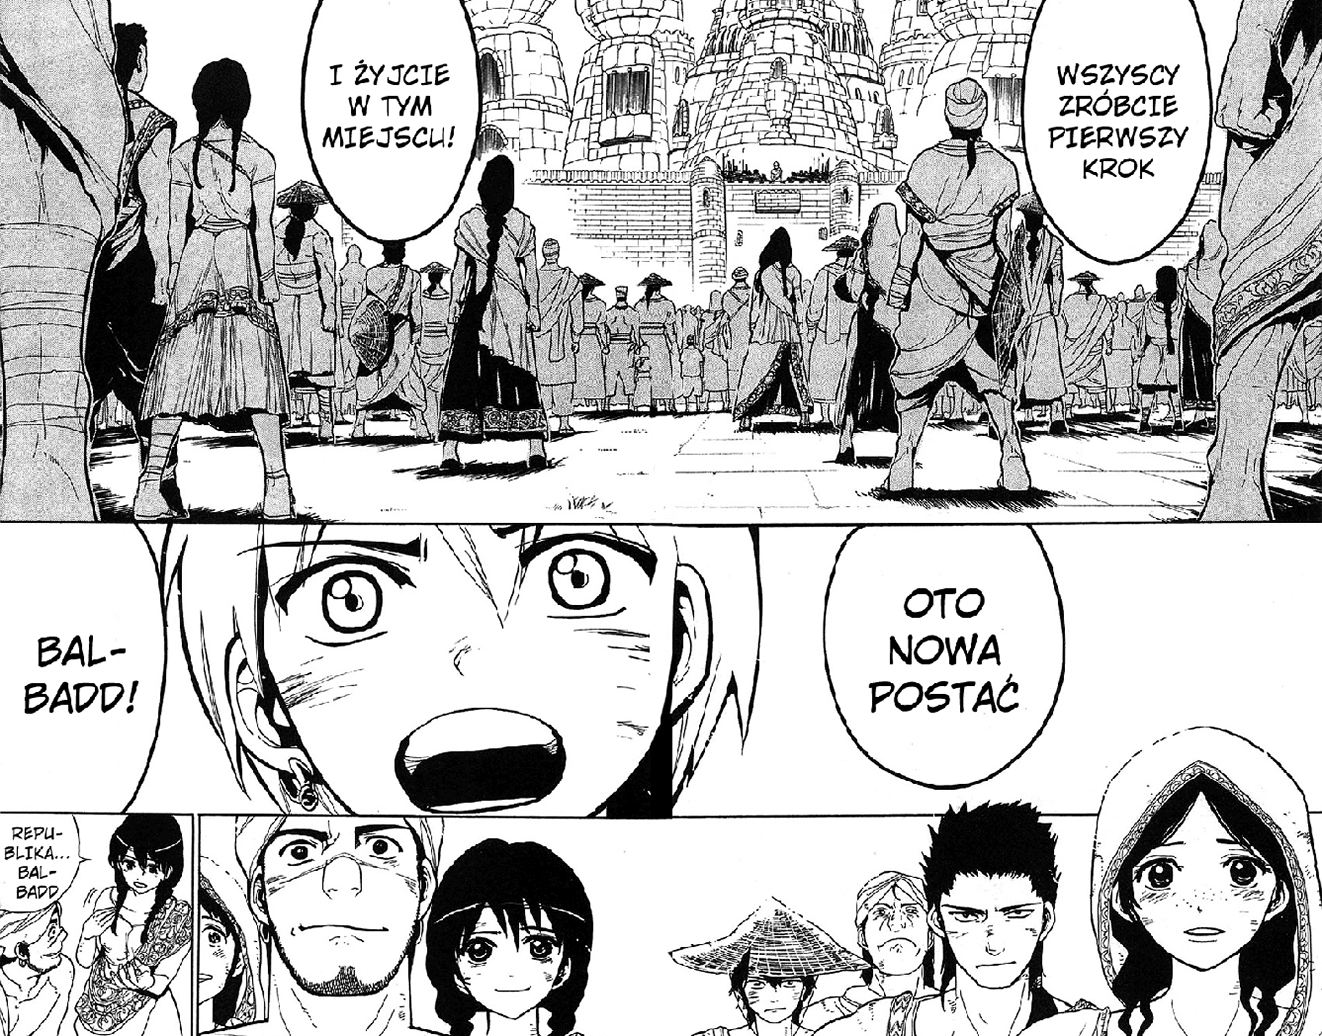 WSZYSCY
ZRÓBCIE
PIERWSZY
KROK
I ŻYJCIE
W TYM
MIEJSCU!
OTO
NOWA
POSTAĆ
BAL-
BADD!
REPU-
BLIKA...
BAL-
BADD